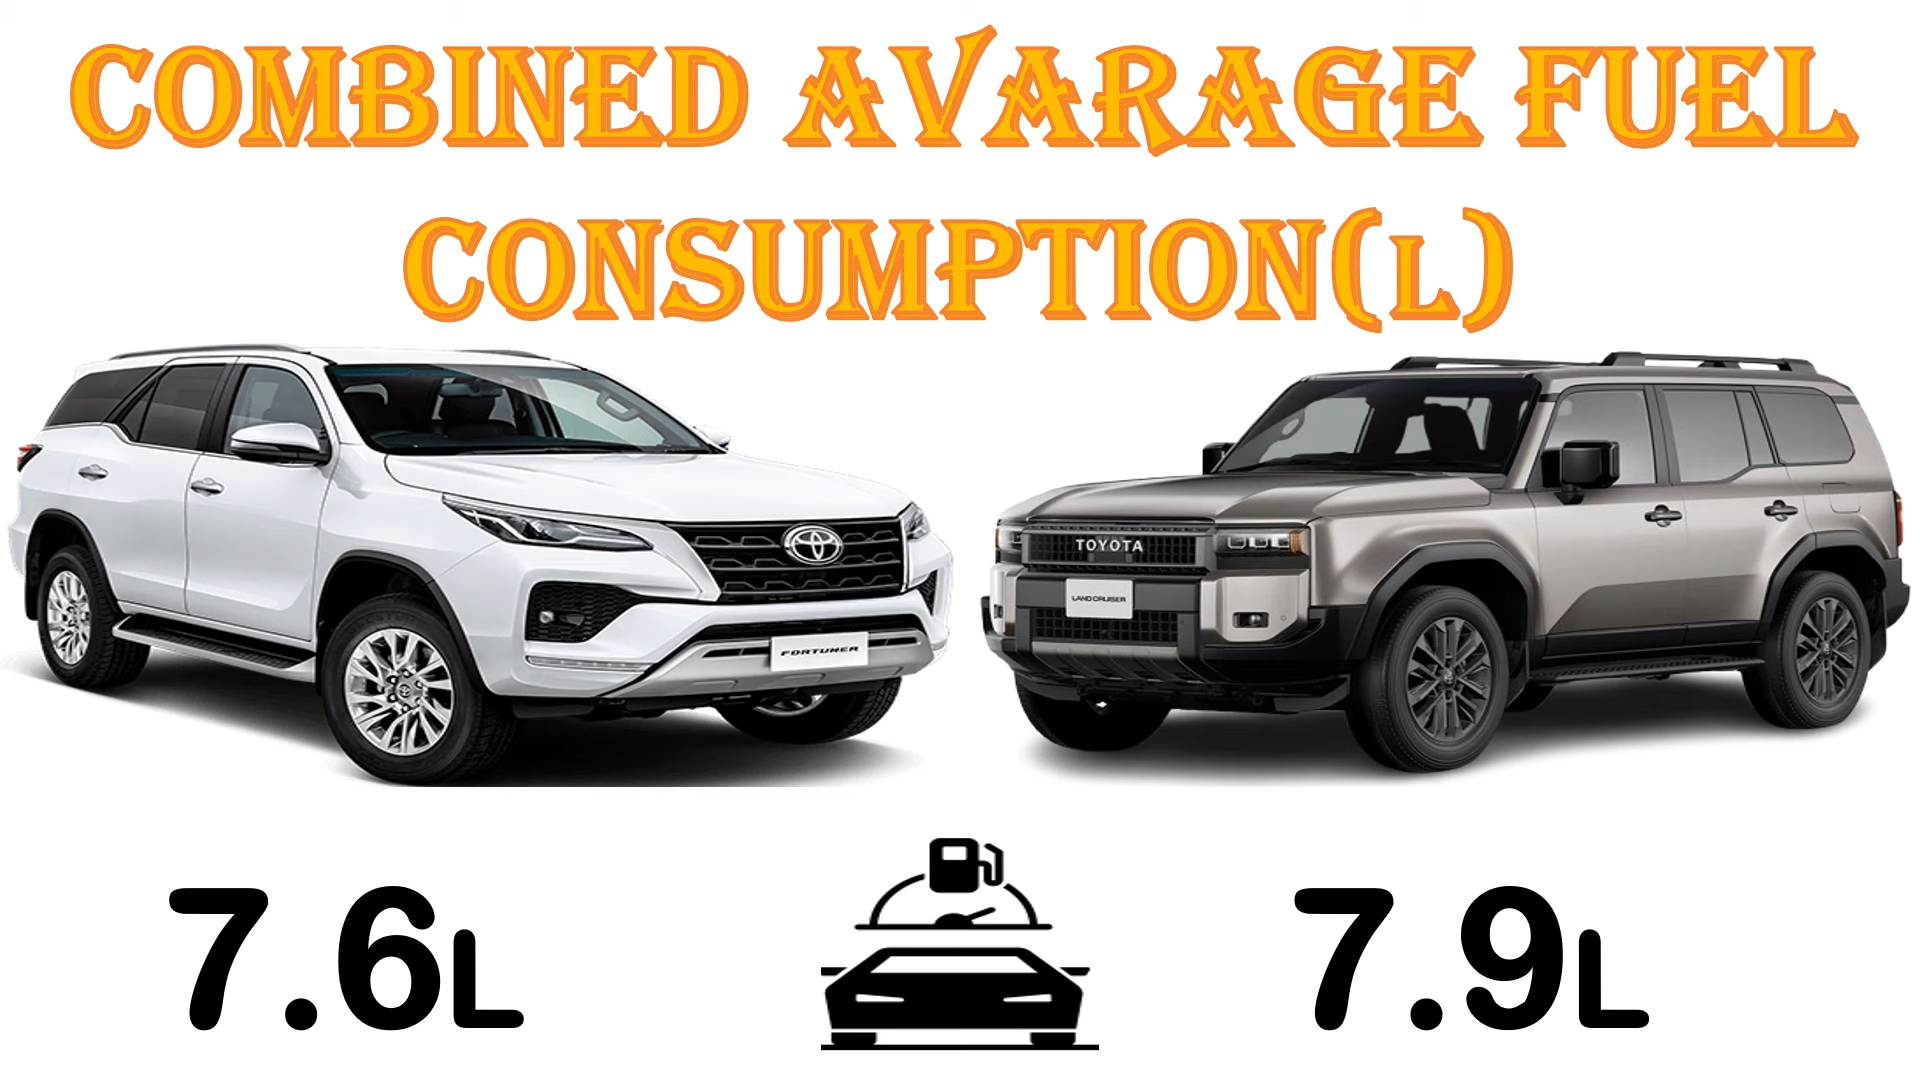 COMBINED AVARAGE FUEL
CONSUMPTION(L)
TOYOTA
LAND CRUISER
FORTUNER
7.6L
7.9L